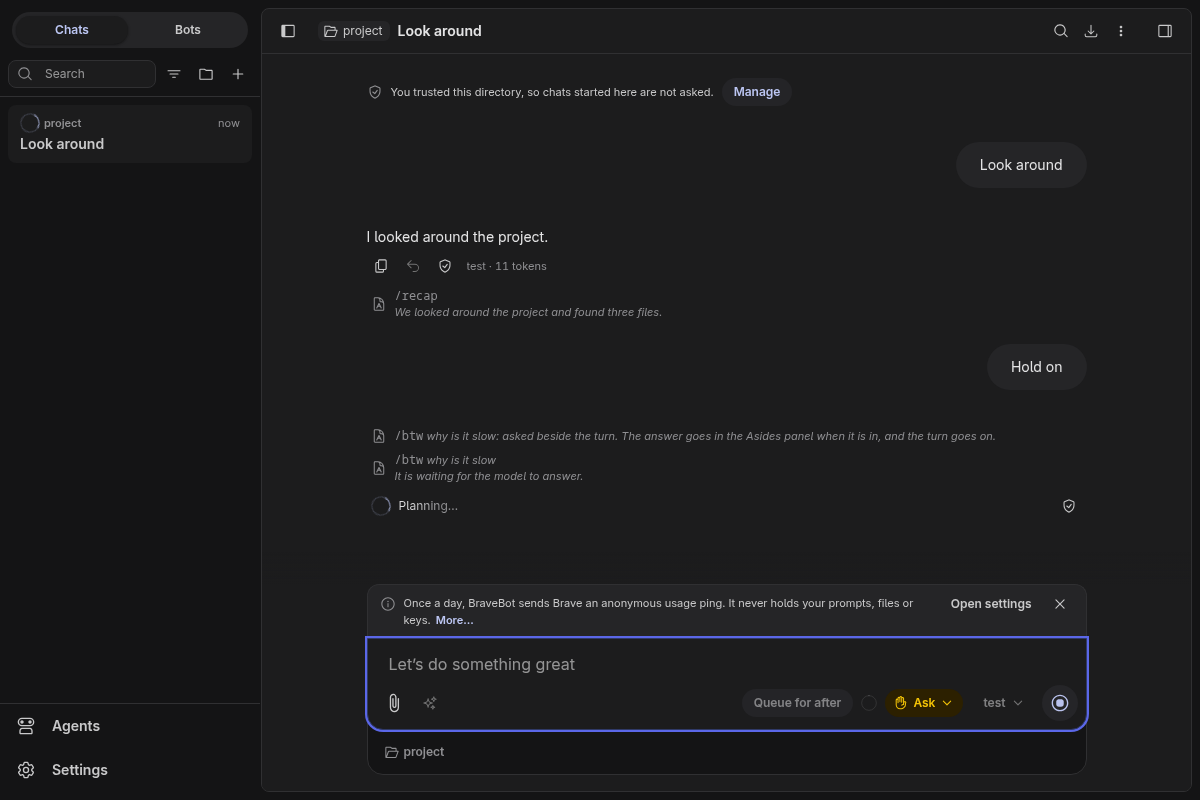 Chats
Bots
Search
project
now
Look around
Agents
Settings
project
Look around
You trusted this directory, so chats started here are not asked.
Manage
Look around
I looked around the project.
test · 11 tokens
/recap
We looked around the project and found three files.
Hold on
/btw why is it slow: asked beside the turn. The answer goes in the Asides panel when it is in, and the turn goes on.
/btw why is it slow
It is waiting for the model to answer.
Planning...
Once a day, BraveBot sends Brave an anonymous usage ping. It never holds your prompts, files or
keys. More...
Open settings
Let's do something great
Queue for after
Ask
test
project